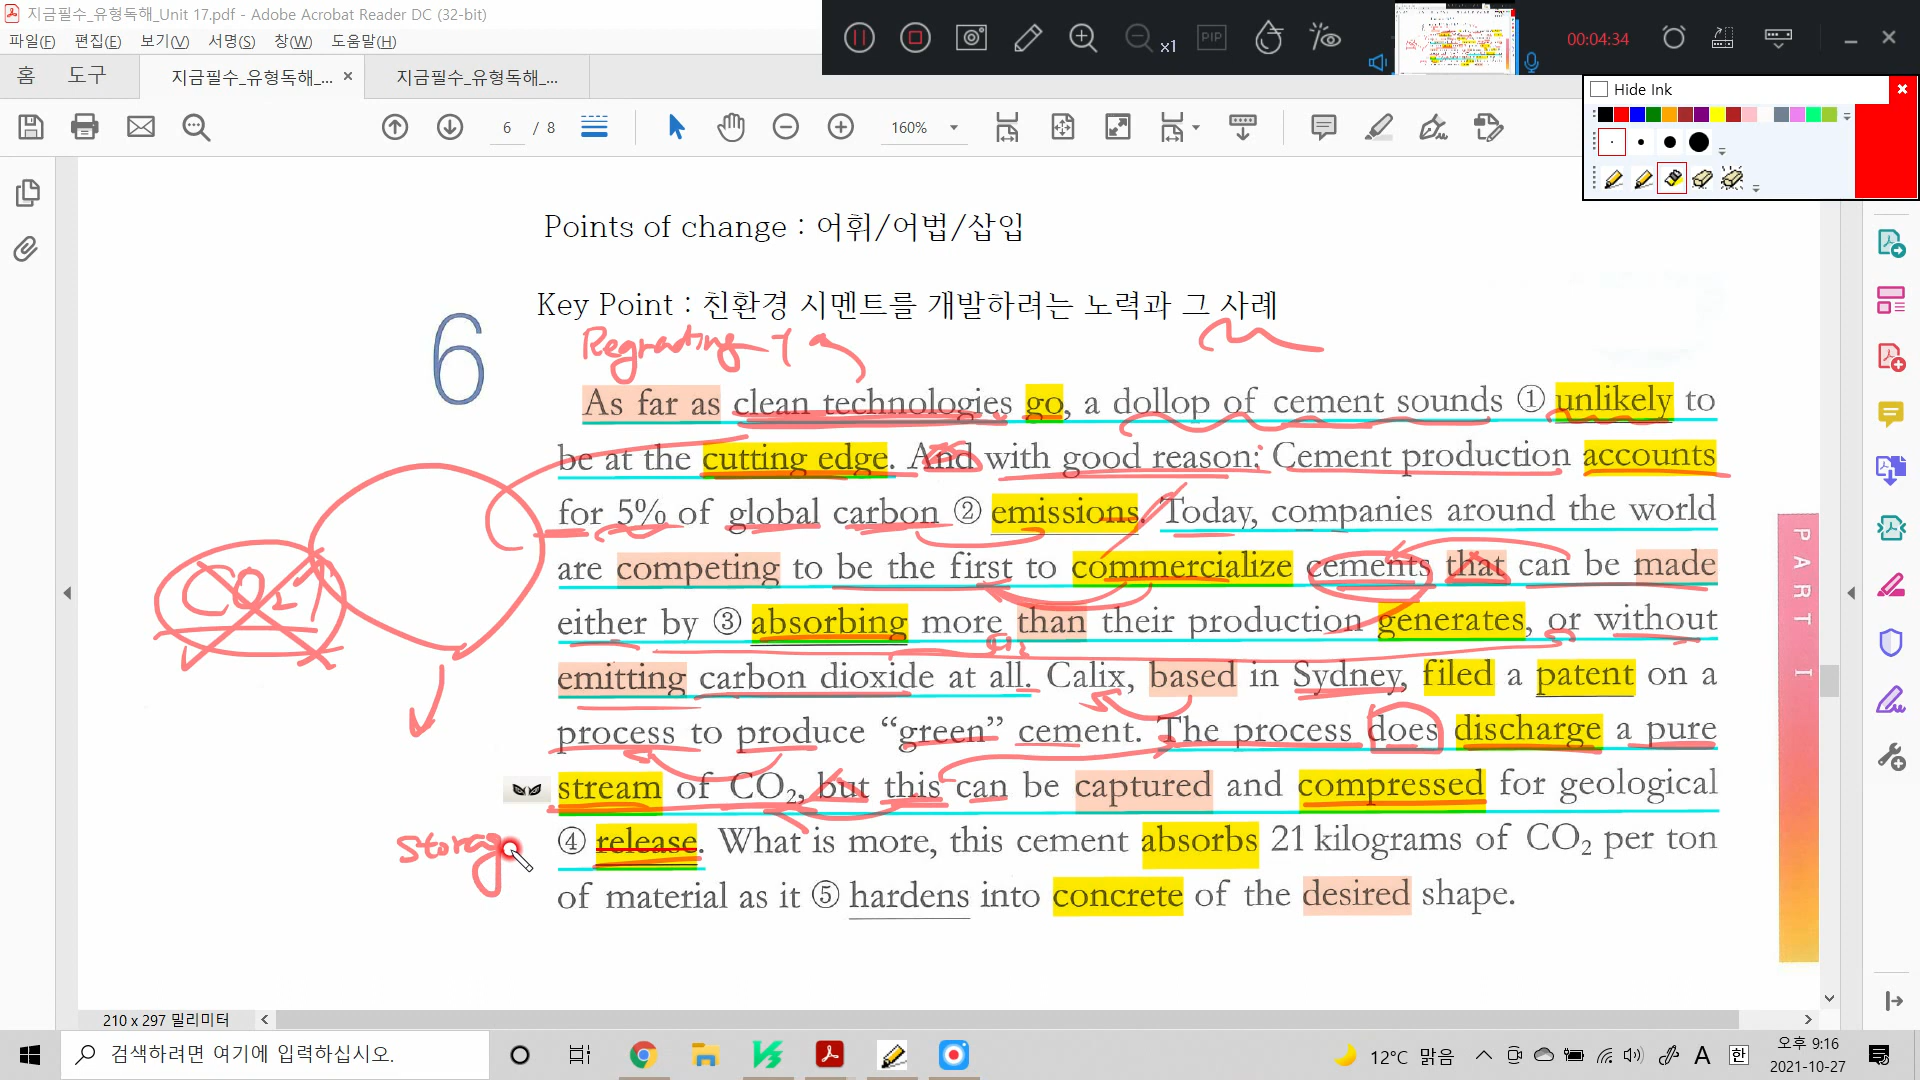 지금필수_유형독해_Unit 17.pdf - Adobe Acrobat Reader DC (32-bit)
파일(F) 편집(E) 보기(V) 서명(S) 창(W) 도움말(H)
x1
PIP
00:04:34
홈 도구 지금필수_유형독해_... × 지금필수_유형독해_...
Hide Ink
6 / 8
160%
Points of change : 어휘/어법/삽입
Key Point : 친환경 시멘트를 개발하려는 노력과 그 사례
6
Regrading
As far as clean technologies go, a dollop of cement sounds ① unlikely to
be at the cutting edge. And with good reason: Cement production accounts
for 5% of global carbon ② emissions. Today, companies around the world
are competing to be the first to commercialize cements that can be made
either by ③ absorbing more than their production generates, or without
emitting carbon dioxide at all. Calix, based in Sydney, filed a patent on a
process to produce “green” cement. The process does discharge a pure
stream of CO₂, but this can be captured and compressed for geological
④ release. What is more, this cement absorbs 21 kilograms of CO₂ per ton
of material as it ⑤ hardens into concrete of the desired shape.
CO₂
storag
PART I
210 x 297 밀리미터
검색하려면 여기에 입력하십시오.
12°C 맑음
A
한
오후 9:16
2021-10-27